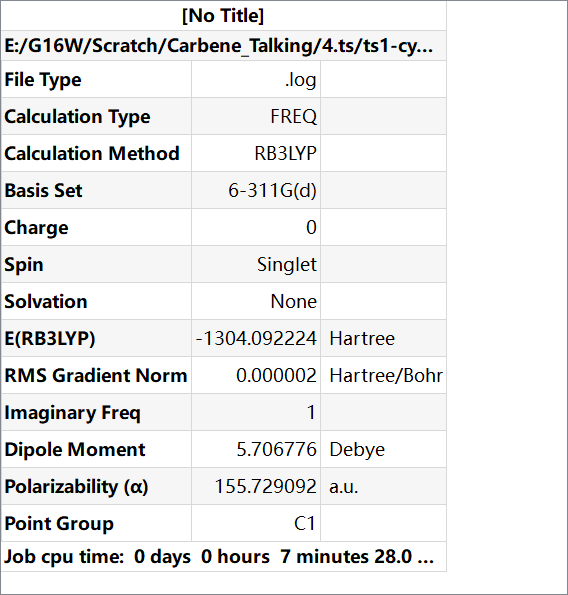 [No Title]
E:/G16W/Scratch/Carbene_Talking/4.ts/ts1-cy...
File Type .log
Calculation Type FREQ
Calculation Method RB3LYP
Basis Set 6-311G(d)
Charge 0
Spin Singlet
Solvation None
E(RB3LYP) -1304.092224 Hartree
RMS Gradient Norm 0.000002 Hartree/Bohr
Imaginary Freq 1
Dipole Moment 5.706776 Debye
Polarizability (α) 155.729092 a.u.
Point Group C1
Job cpu time: 0 days 0 hours 7 minutes 28.0 ...